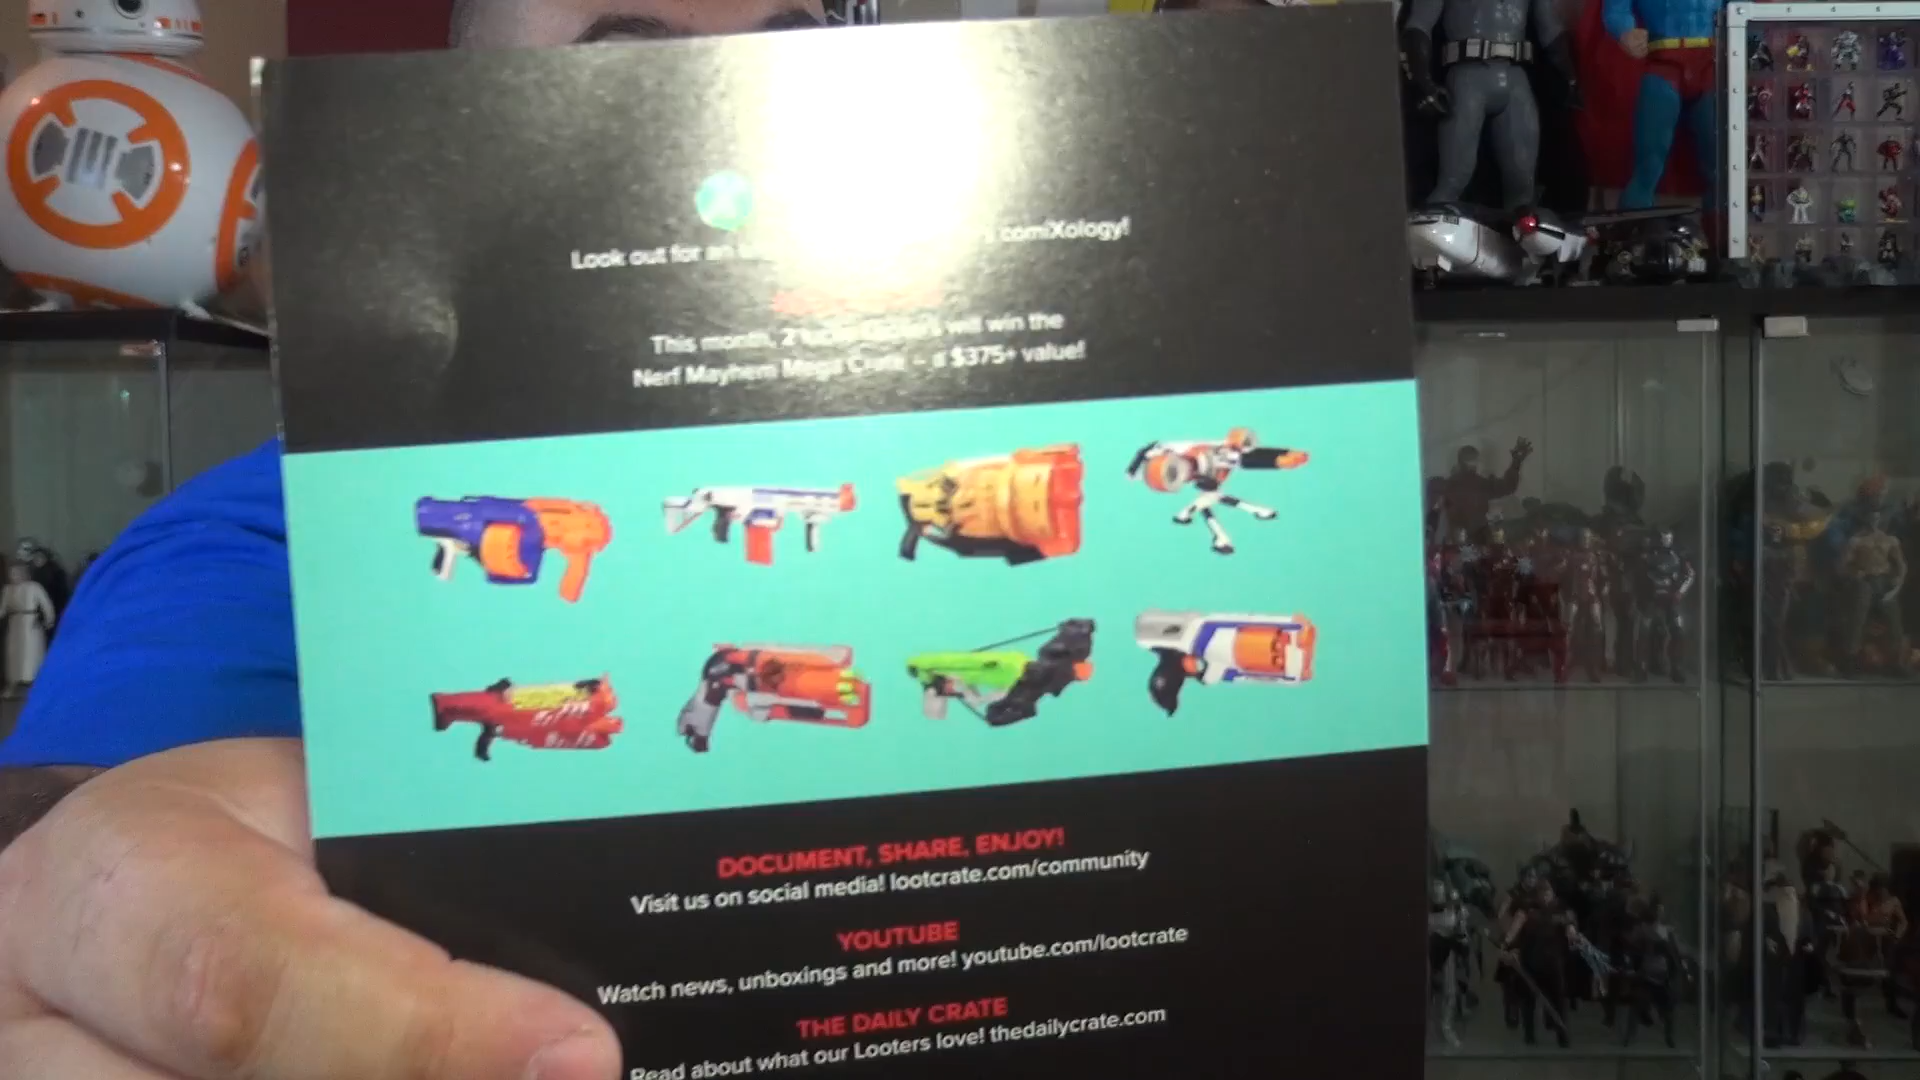 Look out for an comiXology!
This month, 2 will win the
Nerf Mayhem Mega Crate – a $375+ value!
DOCUMENT, SHARE, ENJOY!
Visit us on social media! lootcrate.com/community
YOUTUBE
Watch news, unboxings and more! youtube.com/lootcrate
THE DAILY CRATE
Read about what our Looters love! thedailycrate.com